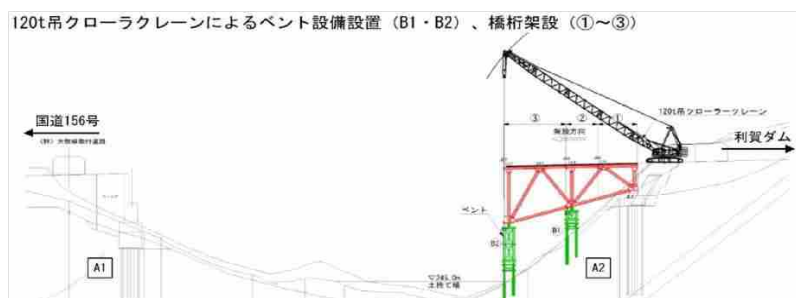 120t吊クローラクレーンによるベント設備設置（B1・B2）、橋桁架設（①～③）
国道156号
120t吊クローラークレーン
利賀ダム
③ ② ①
架設方向
ベント
B2
B1
A1
A2